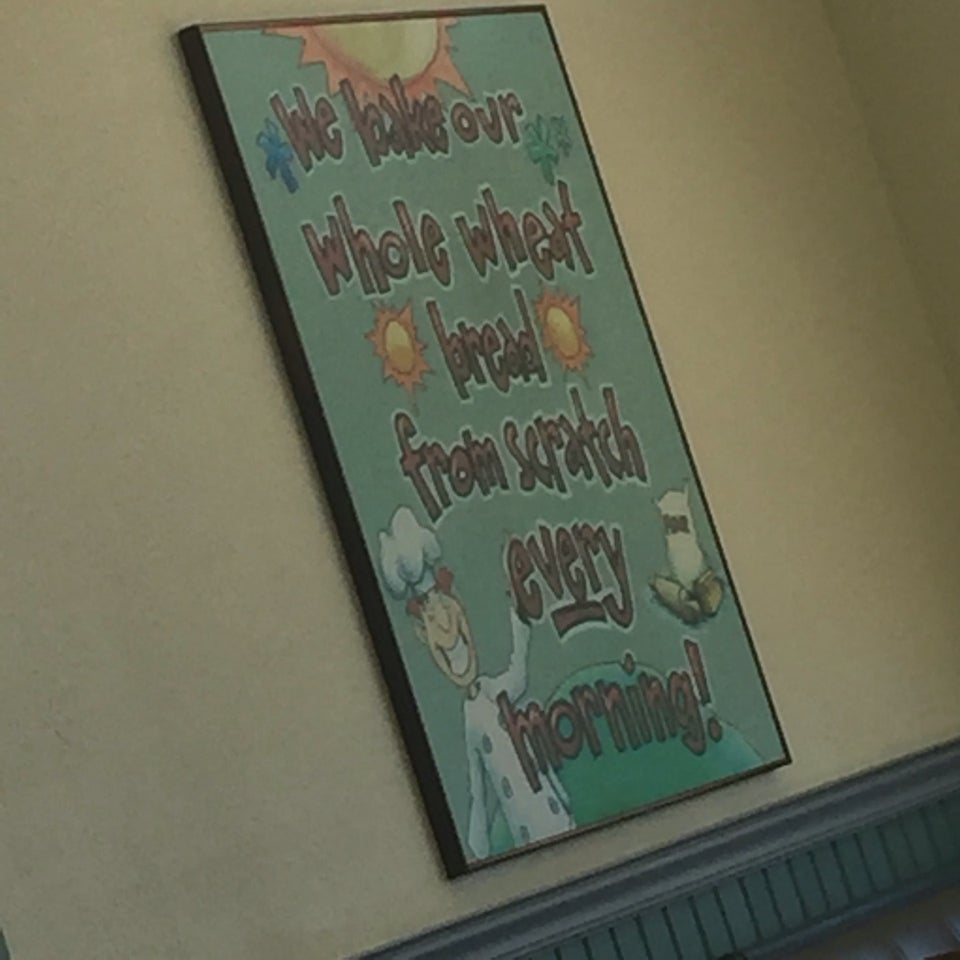 We bake our
whole wheat
bread
from scratch
every
morning!